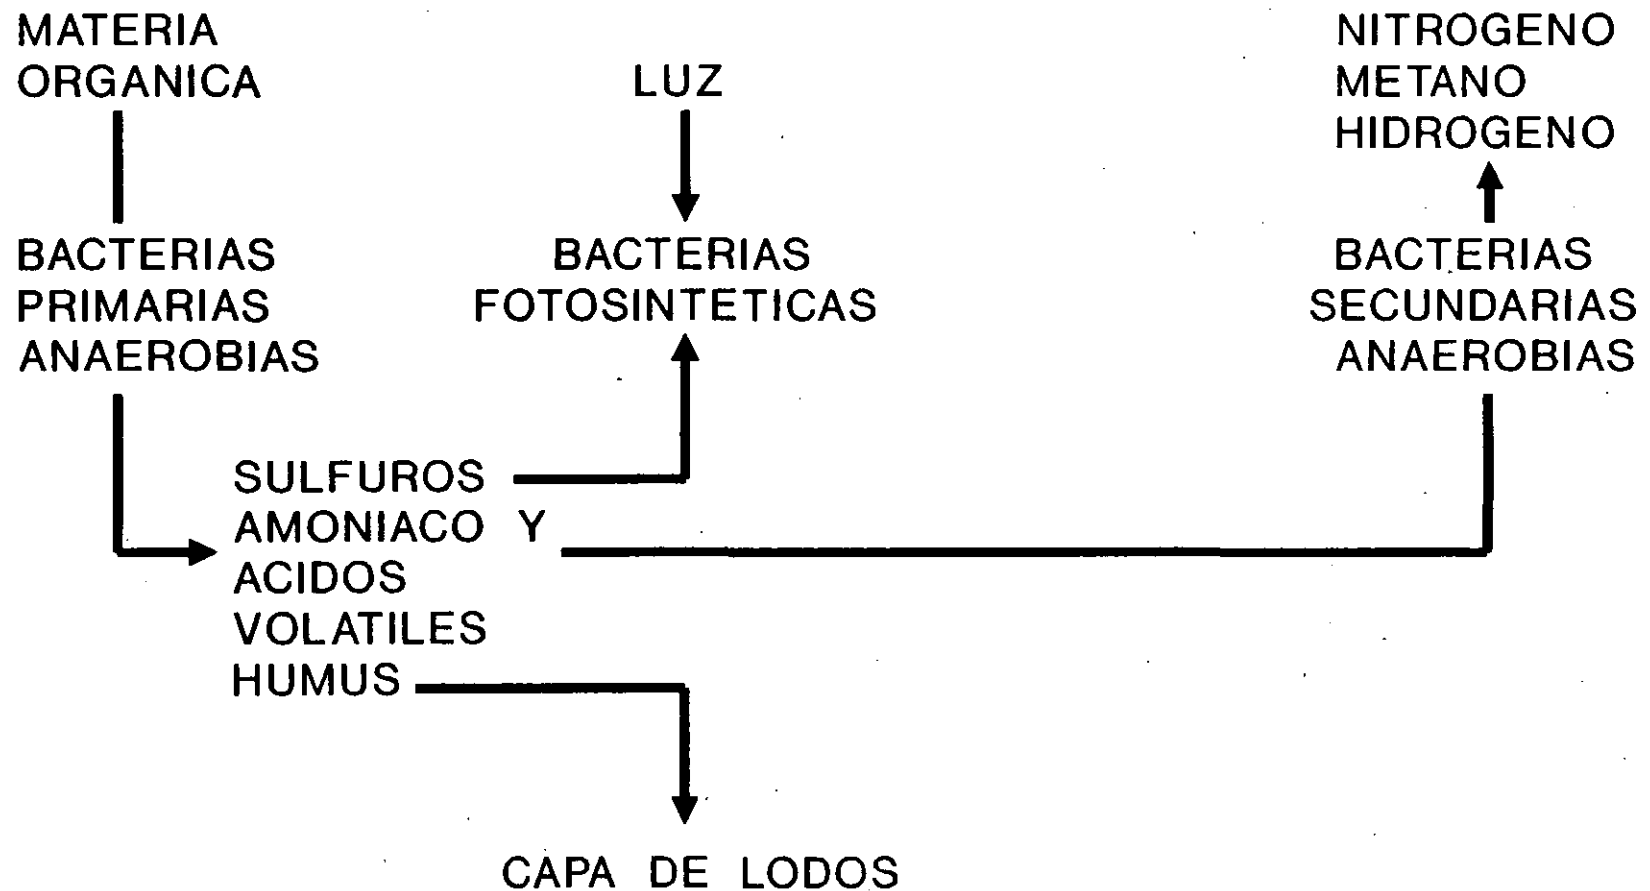 MATERIA
ORGANICA
LUZ
NITROGENO
METANO
HIDROGENO
BACTERIAS
PRIMARIAS
ANAEROBIAS
BACTERIAS
FOTOSINTETICAS
BACTERIAS
SECUNDARIAS
ANAEROBIAS
SULFUROS
AMONIACO Y
ACIDOS
VOLATILES
HUMUS
CAPA DE LODOS